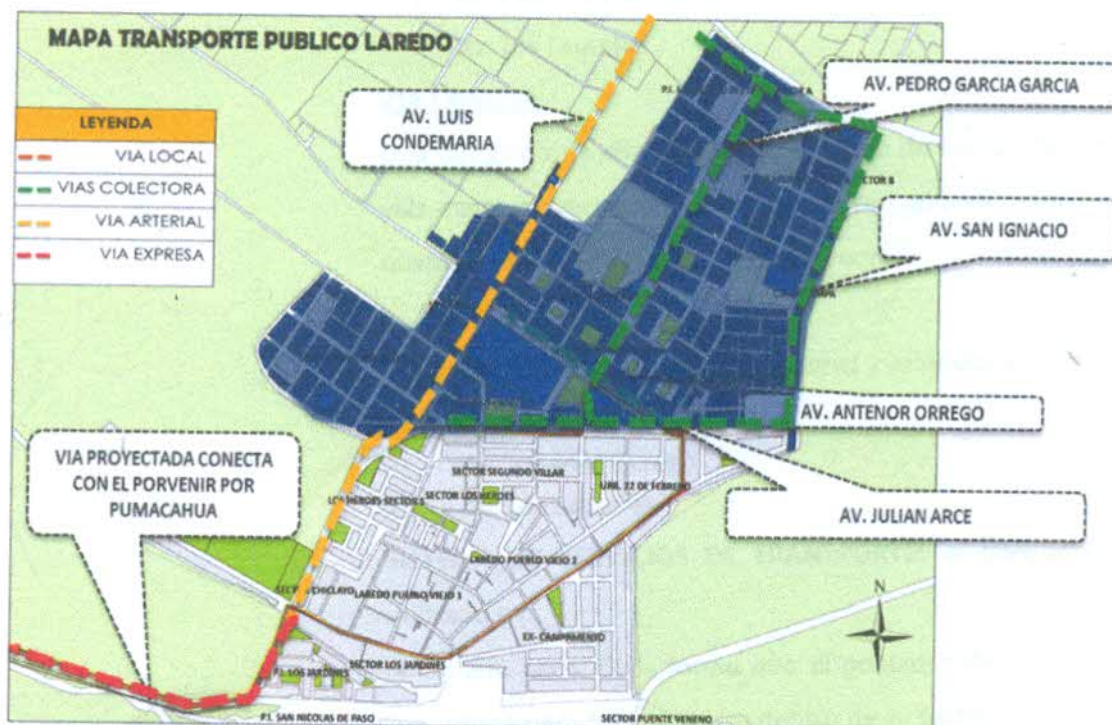 MAPA TRANSPORTE PUBLICO LAREDO
LEYENDA
VIA LOCAL
VIAS COLECTORA
VIA ARTERIAL
VIA EXPRESA
AV. LUIS
CONDEMARIA
AV. PEDRO GARCIA GARCIA
AV. SAN IGNACIO
AV. ANTENOR ORREGO
AV. JULIAN ARCE
VIA PROYECTADA CONECTA
CON EL PORVENIR POR
PUMACAHUA
SECTOR SEGUNDO VILLAR
LOS HEROES SECTOR
SECTOR LOS HEROES
URB. 22 DE FEBRERO
LAREDO PUEBLO VIEJO 2
CHICLAYO
LAREDO PUEBLO VIEJO 1
EX- CAMPAMENTO
P.J. LOS JARDINES
SECTOR LOS JARDINES
P.J. SAN NICOLAS DE PASO
SECTOR PUENTE VENENO
N